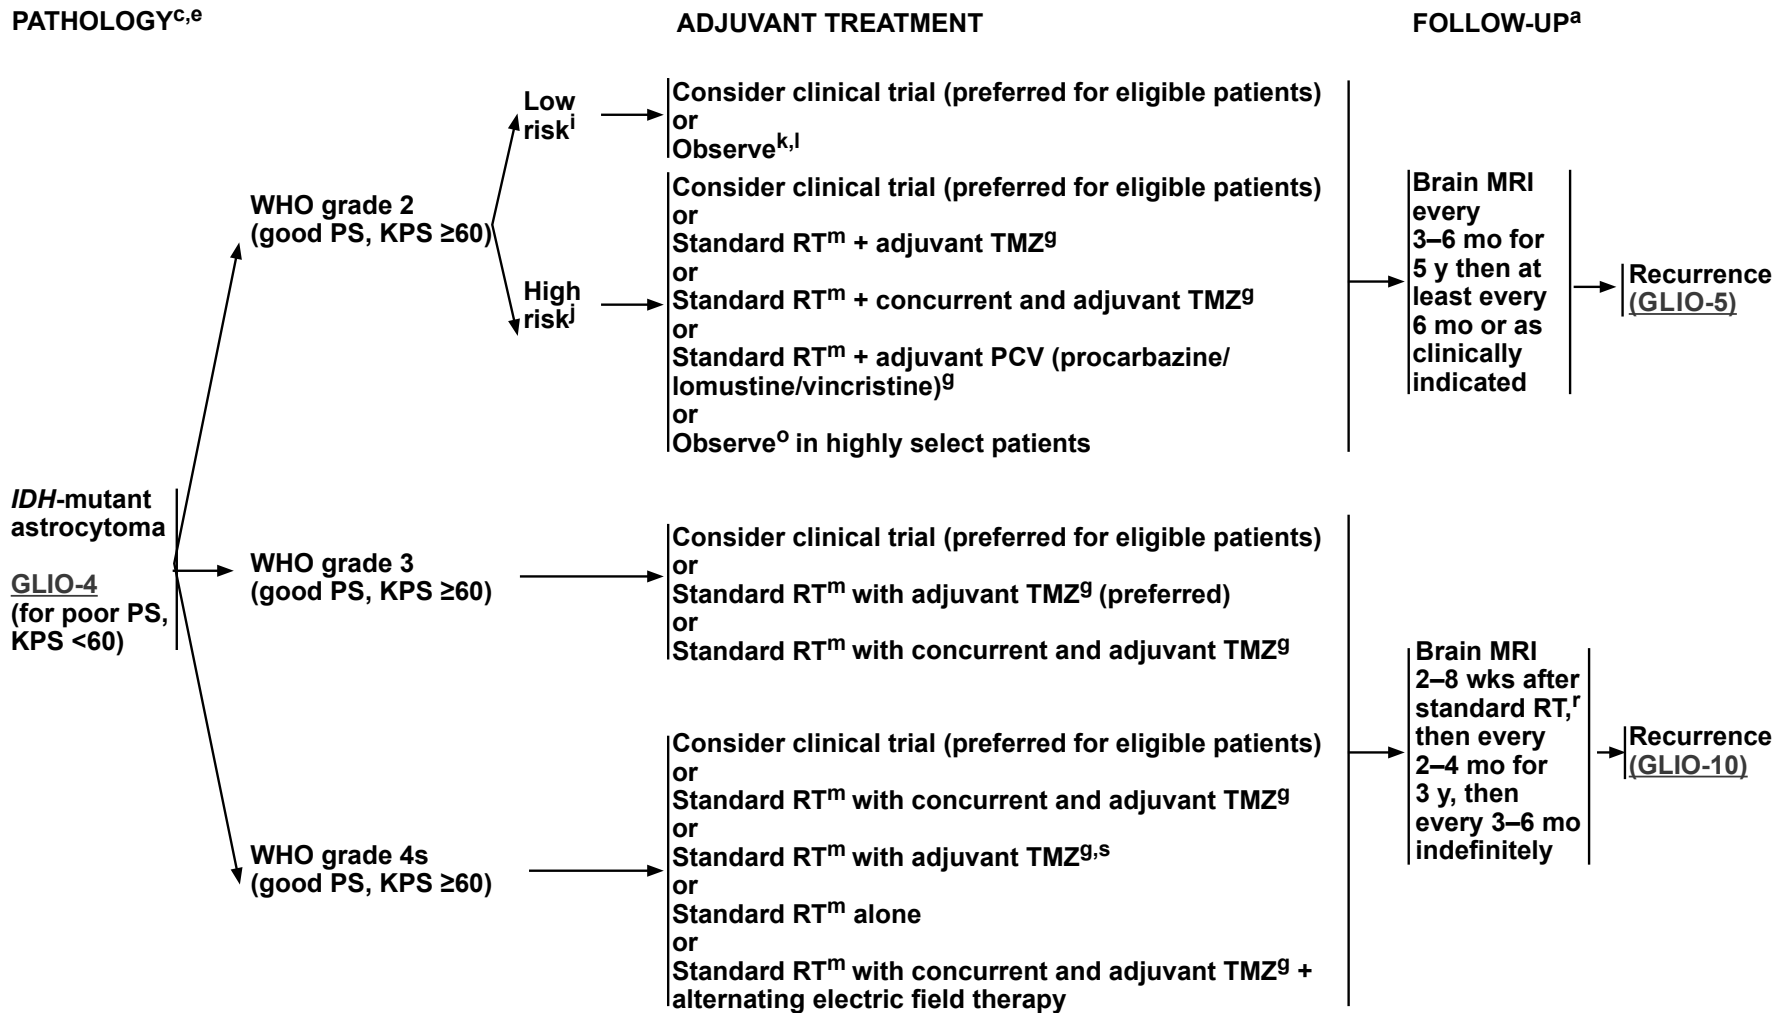 PATHOLOGYc,e
ADJUVANT TREATMENT
FOLLOW-UPa
IDH-mutant
astrocytoma
GLIO-4
(for poor PS,
KPS <60)
WHO grade 2
(good PS, KPS ≥60)
Low
riski
Consider clinical trial (preferred for eligible patients)
or
Observek,l
High
riskj
Consider clinical trial (preferred for eligible patients)
or
Standard RTm + adjuvant TMZg
or
Standard RTm + concurrent and adjuvant TMZg
or
Standard RTm + adjuvant PCV (procarbazine/
lomustine/vincristine)g
or
Observeo in highly select patients
Brain MRI
every
3–6 mo for
5 y then at
least every
6 mo or as
clinically
indicated
Recurrence
(GLIO-5)
WHO grade 3
(good PS, KPS ≥60)
Consider clinical trial (preferred for eligible patients)
or
Standard RTm with adjuvant TMZg (preferred)
or
Standard RTm with concurrent and adjuvant TMZg
WHO grade 4s
(good PS, KPS ≥60)
Consider clinical trial (preferred for eligible patients)
or
Standard RTm with concurrent and adjuvant TMZg
or
Standard RTm with adjuvant TMZg,s
or
Standard RTm alone
or
Standard RTm with concurrent and adjuvant TMZg +
alternating electric field therapy
Brain MRI
2–8 wks after
standard RT,r
then every
2–4 mo for
3 y, then
every 3–6 mo
indefinitely
Recurrence
(GLIO-10)